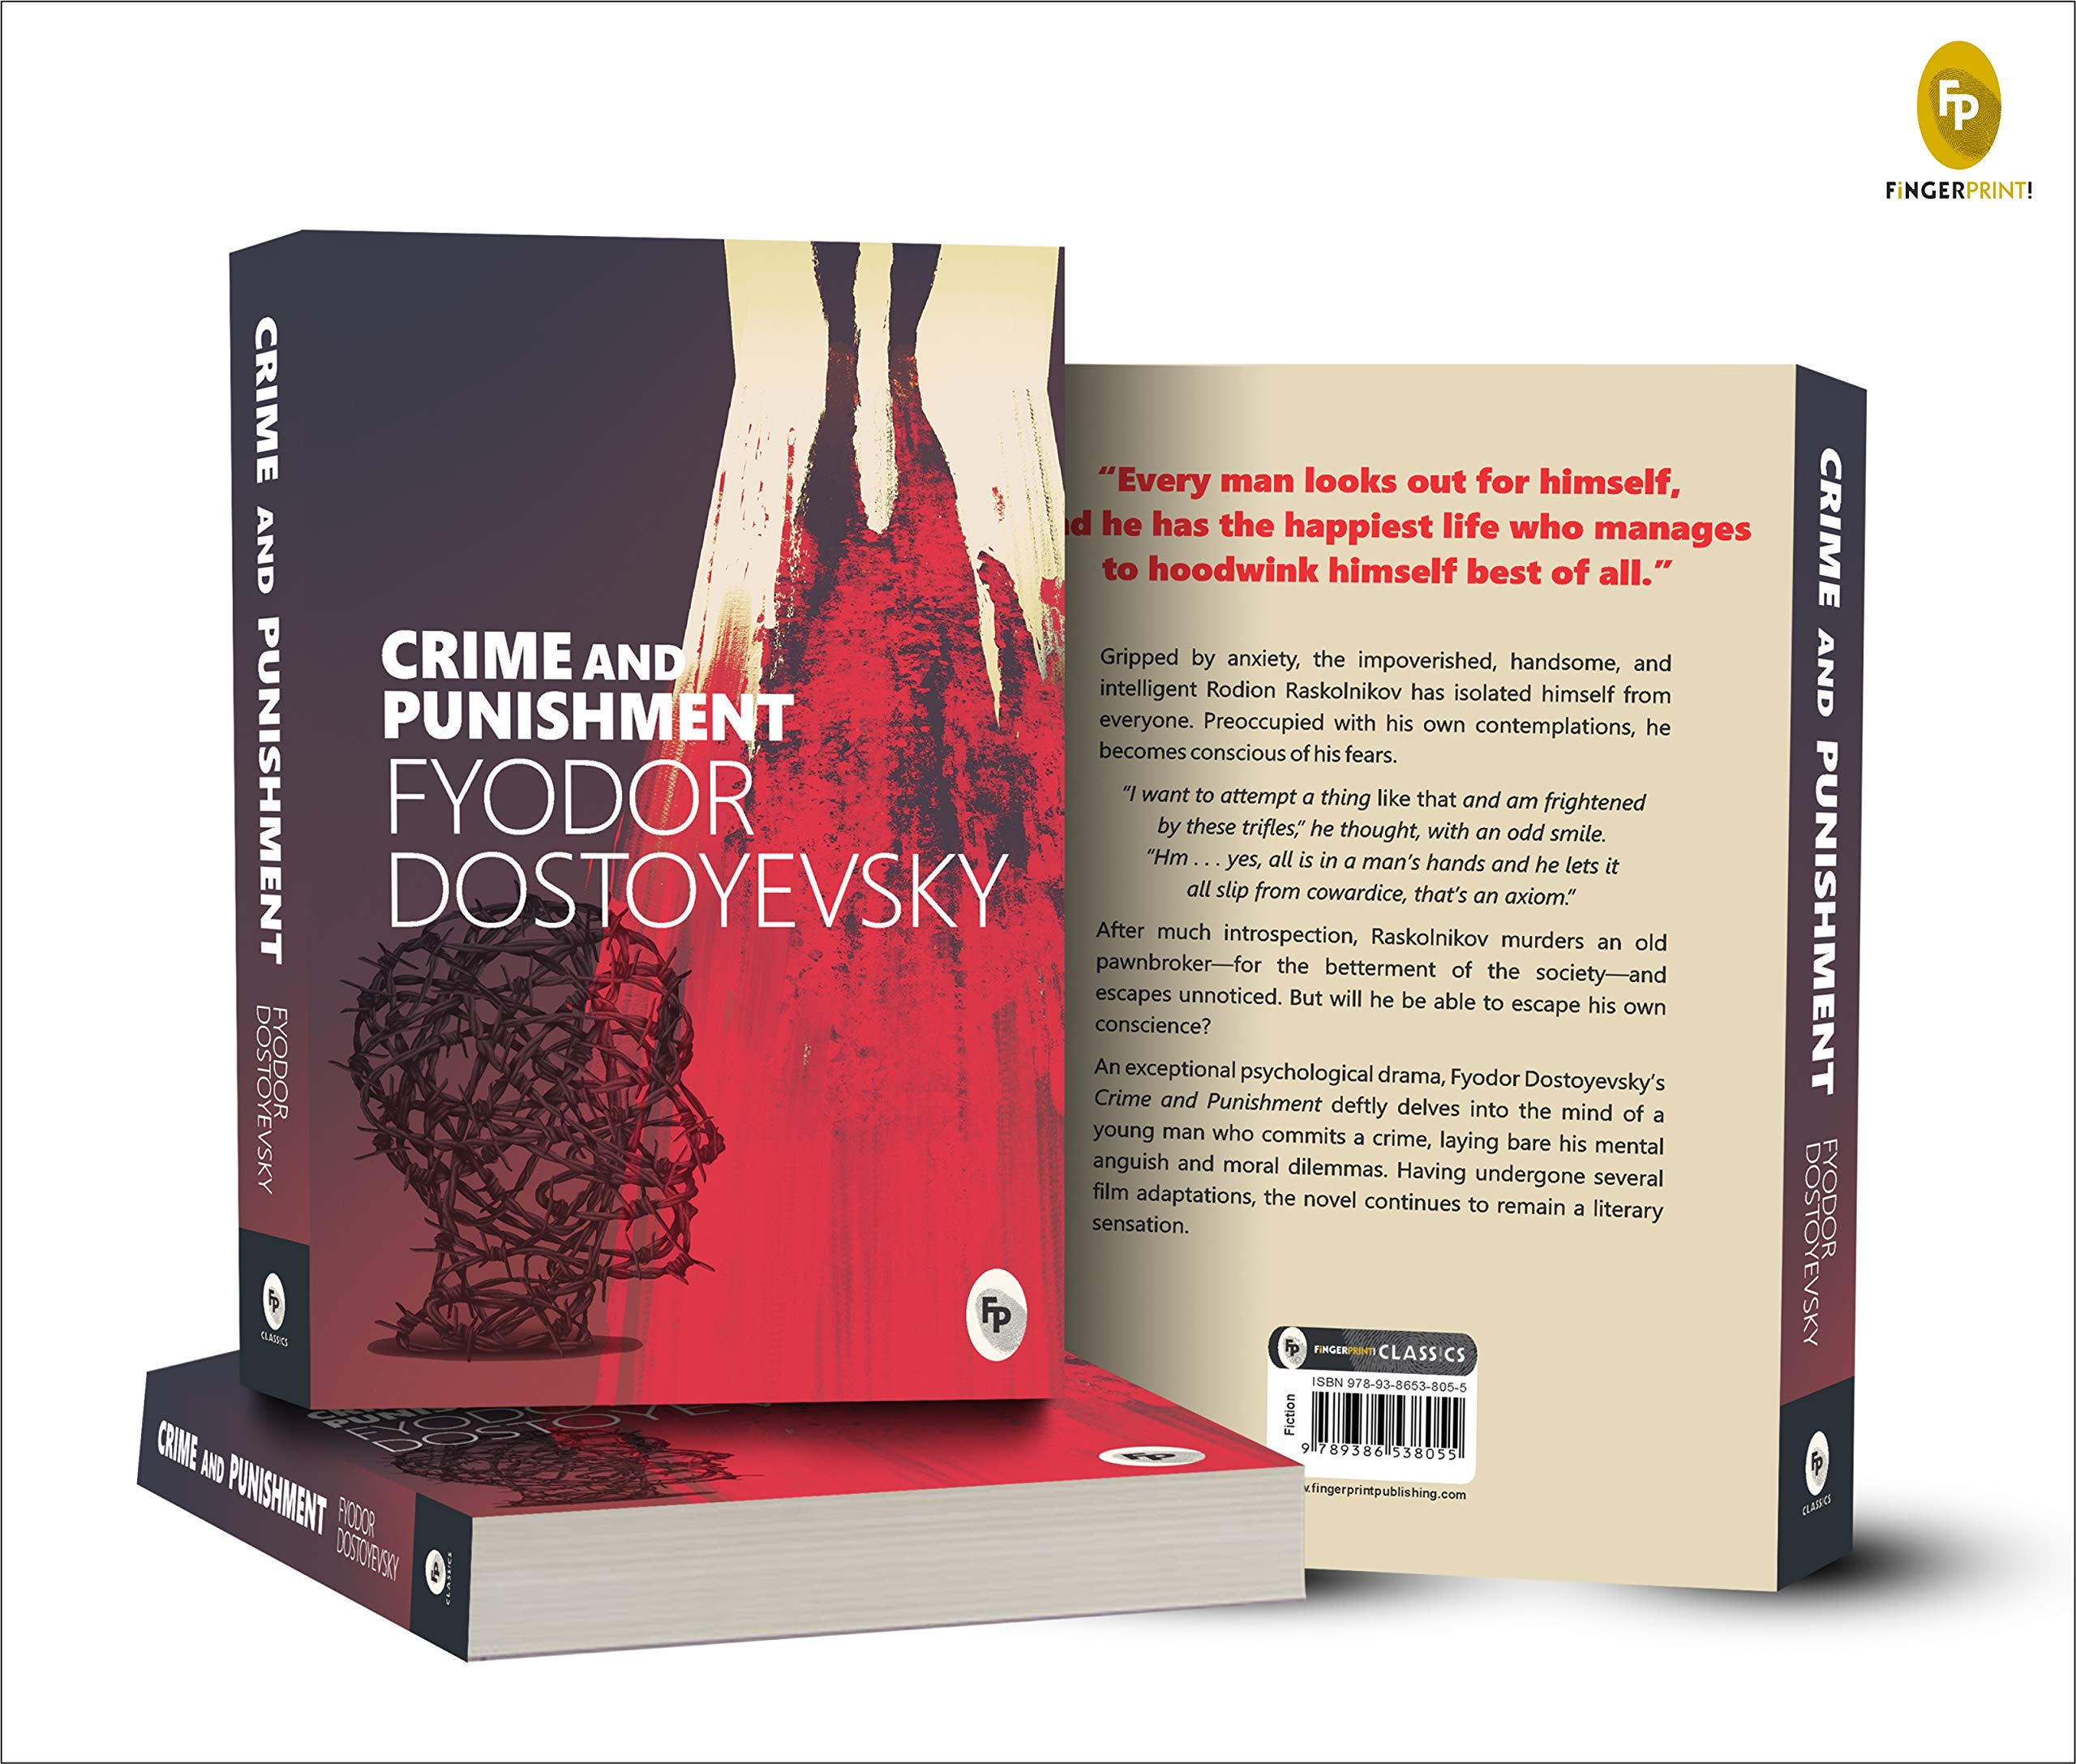 FiNGERPRINT!
FP
CRIME AND PUNISHMENT
FYODOR
DOSTOYEVSKY
FP
CLASSICS
CRIME AND
PUNISHMENT
FYODOR
DOSTOYEVSKY
FP
“Every man looks out for himself,
he has the happiest life who manages
to hoodwink himself best of all.”
Gripped by anxiety, the impoverished, handsome, and
intelligent Rodion Raskolnikov has isolated himself from
everyone. Preoccupied with his own contemplations, he
becomes conscious of his fears.
“I want to attempt a thing like that and am frightened
by these trifles,” he thought, with an odd smile.
“Hm . . . yes, all is in a man’s hands and he lets it
all slip from cowardice, that’s an axiom.”
After much introspection, Raskolnikov murders an old
pawnbroker—for the betterment of the society—and
escapes unnoticed. But will he be able to escape his own
conscience?
An exceptional psychological drama, Fyodor Dostoyevsky’s
Crime and Punishment deftly delves into the mind of a
young man who commits a crime, laying bare his mental
anguish and moral dilemmas. Having undergone several
film adaptations, the novel continues to remain a literary
sensation.
FP FiNGERPRINT! CLASSICS
ISBN 978-93-8653-805-5
Fiction
9 789386 538055
.fingerprintpublishing.com
CRIME AND PUNISHMENT
FYODOR
DOSTOYEVSKY
FP
CLASSICS
CRIME AND PUNISHMENT
FYODOR
DOSTOYEVSKY
FP
CLASSICS
FP